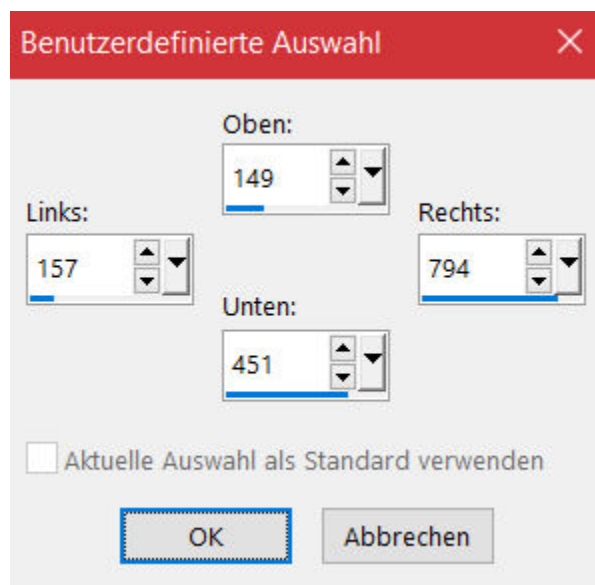 Benutzerdefinierte Auswahl
Oben:
149
Links:
157
Rechts:
794
Unten:
451
Aktuelle Auswahl als Standard verwenden
OK
Abbrechen